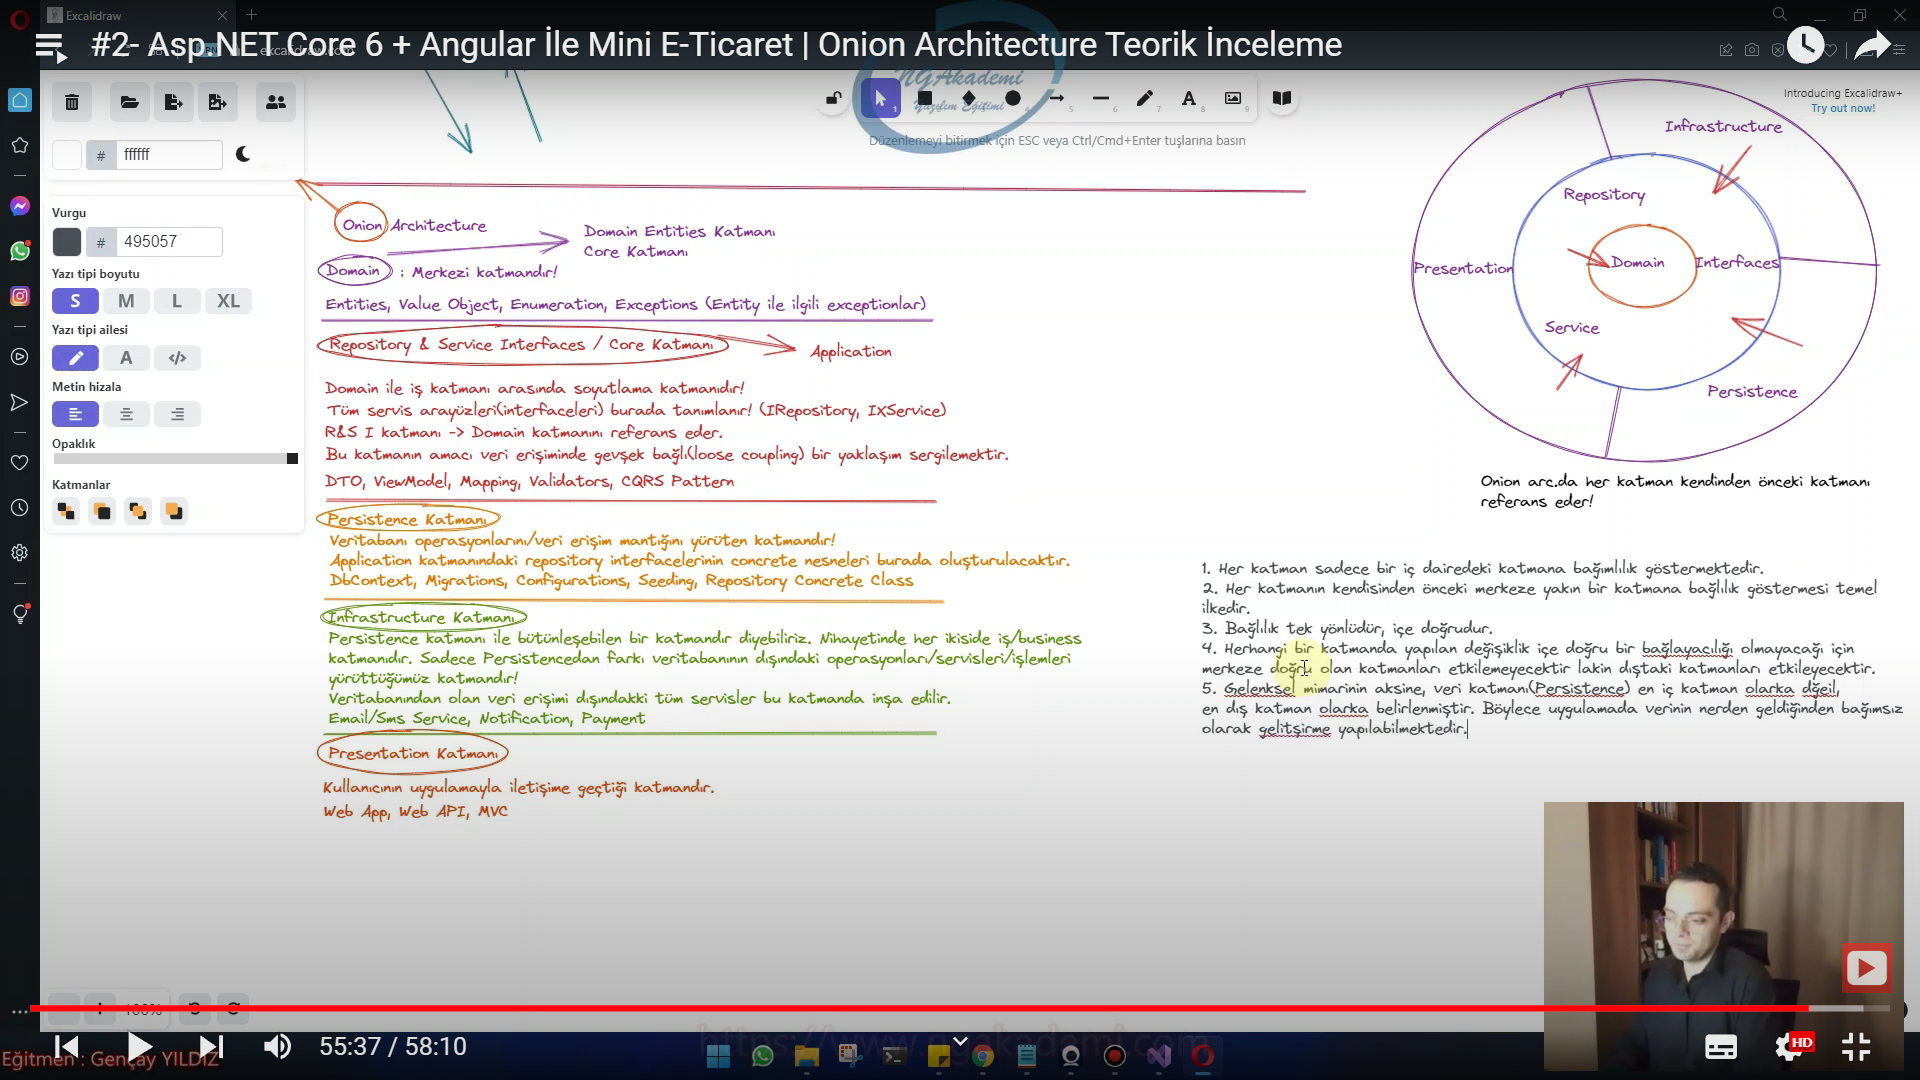 Excalidraw
#2- Asp.NET Core 6 + Angular İle Mini E-Ticaret | Onion Architecture Teorik İnceleme
NGAkademi
Yazılım Eğitimi
Introducing Excalidraw+
Try out now!
Düzenlemeyi bitirmek için ESC veya Ctrl/Cmd+Enter tuşlarına basın
# ffffff
Vurgu
# 495057
Yazı tipi boyutu
S M L XL
Yazı tipi ailesi
A </>
Metin hizala
Opaklık
Katmanlar
Onion Architecture
Domain Entities Katmanı
Core Katmanı
Domain : Merkezi katmandır!
Entities, Value Object, Enumeration, Exceptions (Entity ile ilgili exceptionlar)
Repository & Service Interfaces / Core Katmanı
Application
Domain ile iş katmanı arasında soyutlama katmanıdır!
Tüm servis arayüzleri(interfaceleri) burada tanımlanır! (IRepository, IXService)
R&S I katmanı -> Domain katmanını referans eder.
Bu katmanın amacı veri erişiminde gevşek bağlı(loose coupling) bir yaklaşım sergilemektir.
DTO, ViewModel, Mapping, Validators, CQRS Pattern
Persistence Katmanı
Veritabanı operasyonlarını/veri erişim mantığını yürüten katmandır!
Application katmanındaki repository interfacelerinin concrete nesneleri burada oluşturulacaktır.
DbContext, Migrations, Configurations, Seeding, Repository Concrete Class
Infrastructure Katmanı
Persistence katmanı ile bütünleşebilen bir katmandır diyebiliriz. Nihayetinde her ikiside iş/business
katmanıdır. Sadece Persistencedan farkı veritabanının dışındaki operasyonları/servisleri/işlemleri
yürüttüğümüz katmandır!
Veritabanından olan veri erişimi dışındakki tüm servisler bu katmanda inşa edilir.
Email/Sms Service, Notification, Payment
Presentation Katmanı
Kullanıcının uygulamayla iletişime geçtiği katmandır.
Web App, Web API, MVC
Infrastructure
Repository
Presentation
Domain
Interfaces
Service
Persistence
Onion arc.da her katman kendinden önceki katmanı
referans eder!
1. Her katman sadece bir iç dairedeki katmana bağımlılık göstermektedir.
2. Her katmanın kendisinden önceki merkeze yakın bir katmana bağlılık göstermesi temel
ilkedir.
3. Bağlılık tek yönlüdür, içe doğrudur.
4. Herhangi bir katmanda yapılan değişiklik içe doğru bir bağlayacılığı olmayacağı için
merkeze doğru olan katmanları etkilemeyecektir lakin dıştaki katmanları etkileyecektir.
5. Gelenksel mimarinin aksine, veri katmanı(Persistence) en iç katman olarka dğeil,
en dış katman olarka belirlenmiştir. Böylece uygulamada verinin nerden geldiğinden bağımsız
olarak gelitşirme yapılabilmektedir.
100%
55:37 / 58:10
HD
Eğitmen : Gençay YILDIZ